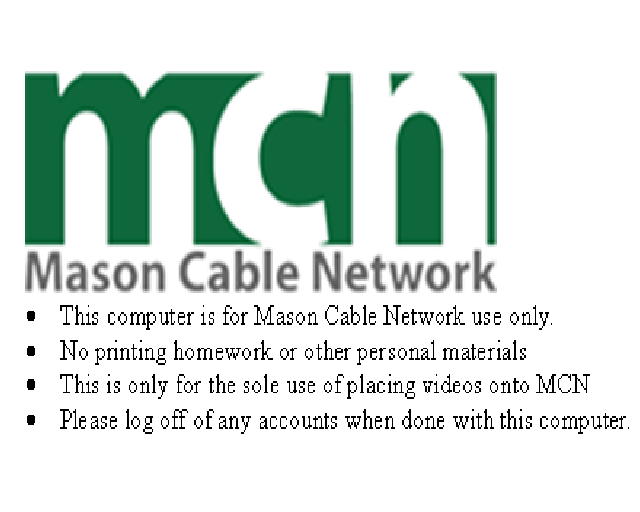 mcn
Mason Cable Network
• This computer is for Mason Cable Network use only.
• No printing homework or other personal materials
• This is only for the sole use of placing videos onto MCN
• Please log off of any accounts when done with this computer.